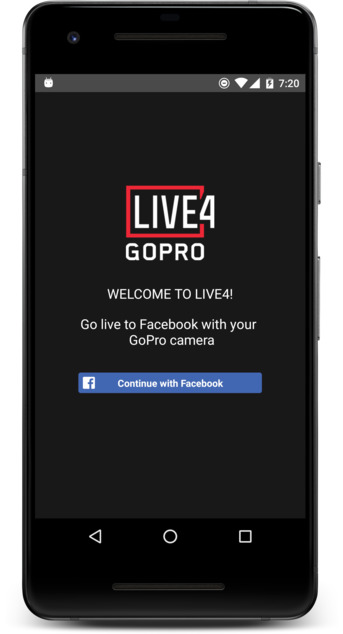 7:20
LIVE4
GOPRO
WELCOME TO LIVE4!
Go live to Facebook with your
GoPro camera
f Continue with Facebook